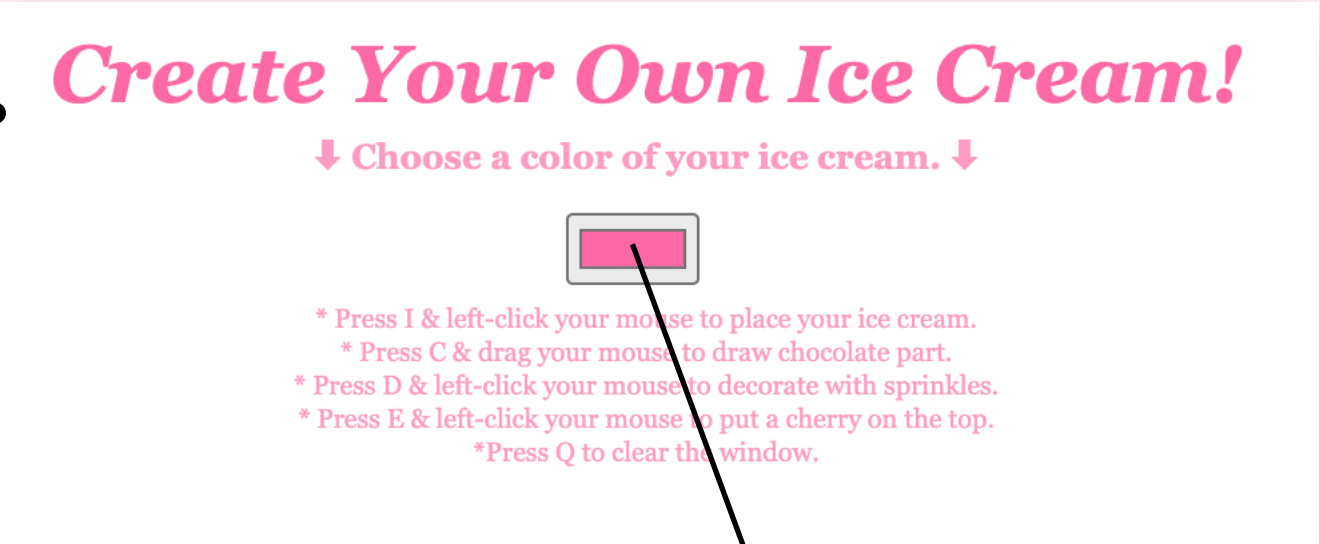 Create Your Own Ice Cream!
⬇ Choose a color of your ice cream. ⬇
* Press I & left-click your mouse to place your ice cream.
* Press C & drag your mouse to draw chocolate part.
* Press D & left-click your mouse to decorate with sprinkles.
* Press E & left-click your mouse to put a cherry on the top.
*Press Q to clear the window.